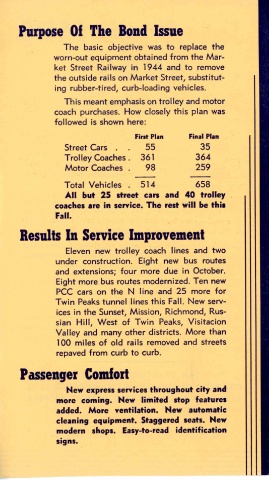 Purpose Of The Bond Issue
The basic objective was to replace the
worn-out equipment obtained from the Mar-
ket Street Railway in 1944 and to remove
the outside rails on Market Street, substitut-
ing rubber-tired, curb-loading vehicles.
This meant emphasis on trolley and motor
coach purchases. How closely this plan was
followed is shown here:
First Plan Final Plan
Street Cars . . 55 35
Trolley Coaches . 361 364
Motor Coaches . 98 259
Total Vehicles . 514 658
All but 25 street cars and 40 trolley
coaches are in service. The rest will be this
Fall.
Results In Service Improvement
Eleven new trolley coach lines and two
under construction. Eight new bus routes
and extensions; four more due in October.
Eight more bus routes modernized. Ten new
PCC cars on the N line and 25 more for
Twin Peaks tunnel lines this Fall. New serv-
ices in the Sunset, Mission, Richmond, Rus-
sian Hill, West of Twin Peaks, Visitacion
Valley and many other districts. More than
100 miles of old rails removed and streets
repaved from curb to curb.
Passenger Comfort
New express services throughout city and
more coming. New limited stop features
added. More ventilation. New automatic
cleaning equipment. Staggered seats. New
modern shops. Easy-to-read identification
signs.